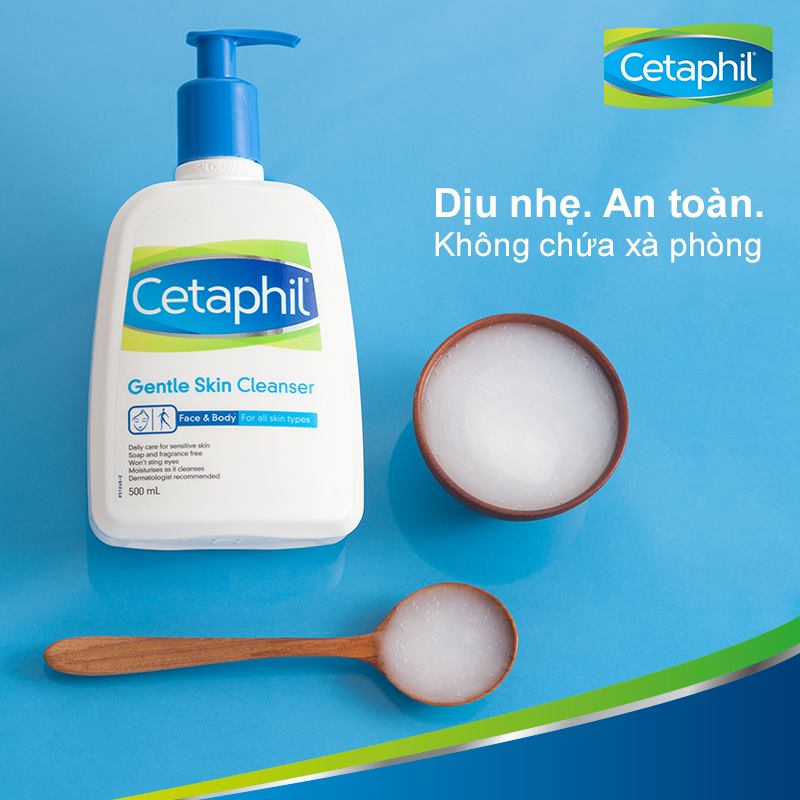 Cetaphil
Dịu nhẹ. An toàn.
Không chứa xà phòng
Cetaphil
Gentle Skin Cleanser
Face & Body For all skin types
Daily care for sensitive skin
Soap and fragrance free
Won't sting eyes
Moisturises as it cleanses
Dermatologist recommended
500 mL